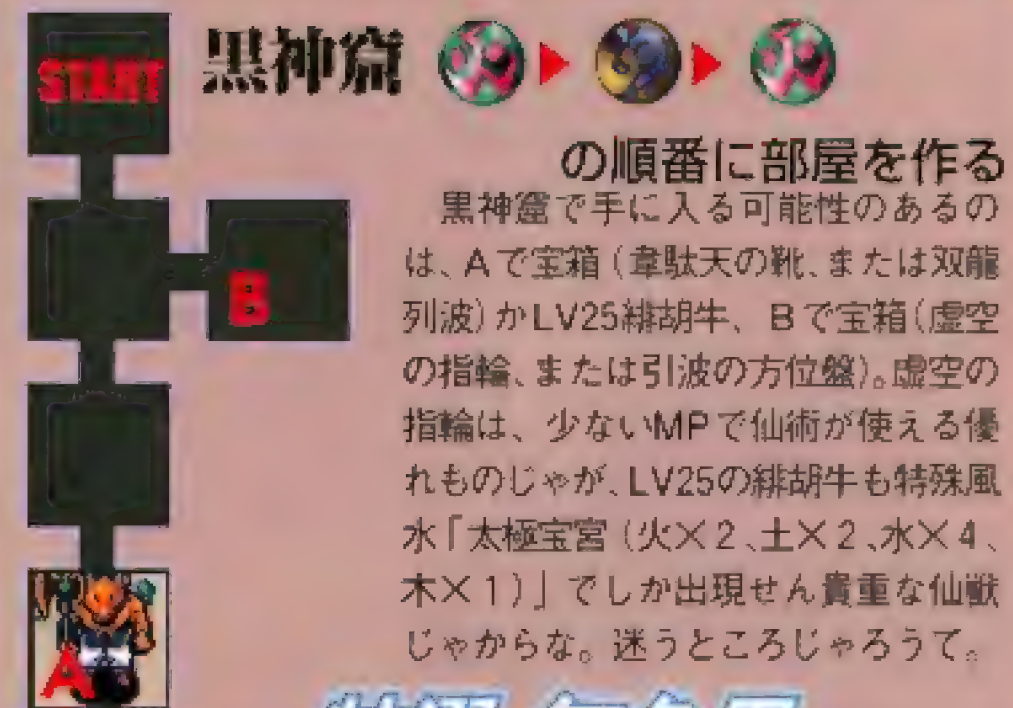 START
黒神窟
の順番に部屋を作る
B
黒神窟で手に入る可能性のあるの
は、Aで宝箱(韋駄天の靴、または双龍
列波)かLV25緋胡牛、Bで宝箱(虚空
の指輪、または引波の方位盤)。虚空の
指輪は、少ないMPで仙術が使える優
れものじゃが、LV25の緋胡牛も特殊風
水「太極宝宮(火×2、土×2、水×4、
木×1)」でしか出現せん貴重な仙獣
じゃからな。迷うところじゃろうて。
A